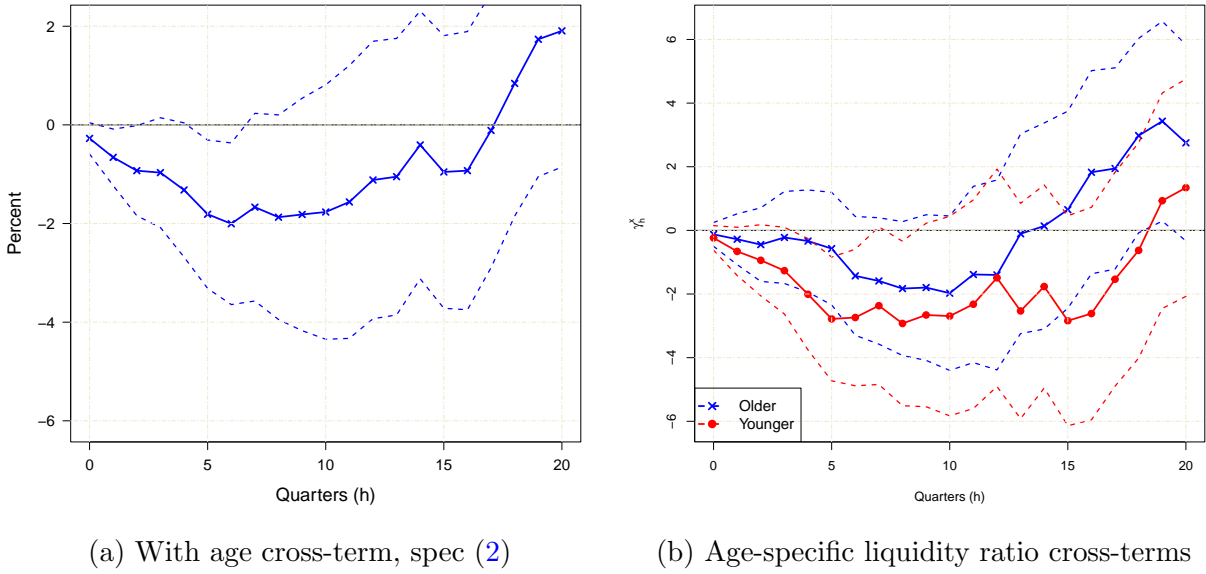 2
0
−2
−4
−6
Percent
0
5
10
15
20
Quarters (h)
6
4
2
0
−2
−4
−6
γₕˣ
Older
Younger
0
5
10
15
20
Quarters (h)
(a) With age cross-term, spec (2)
(b) Age-specific liquidity ratio cross-terms